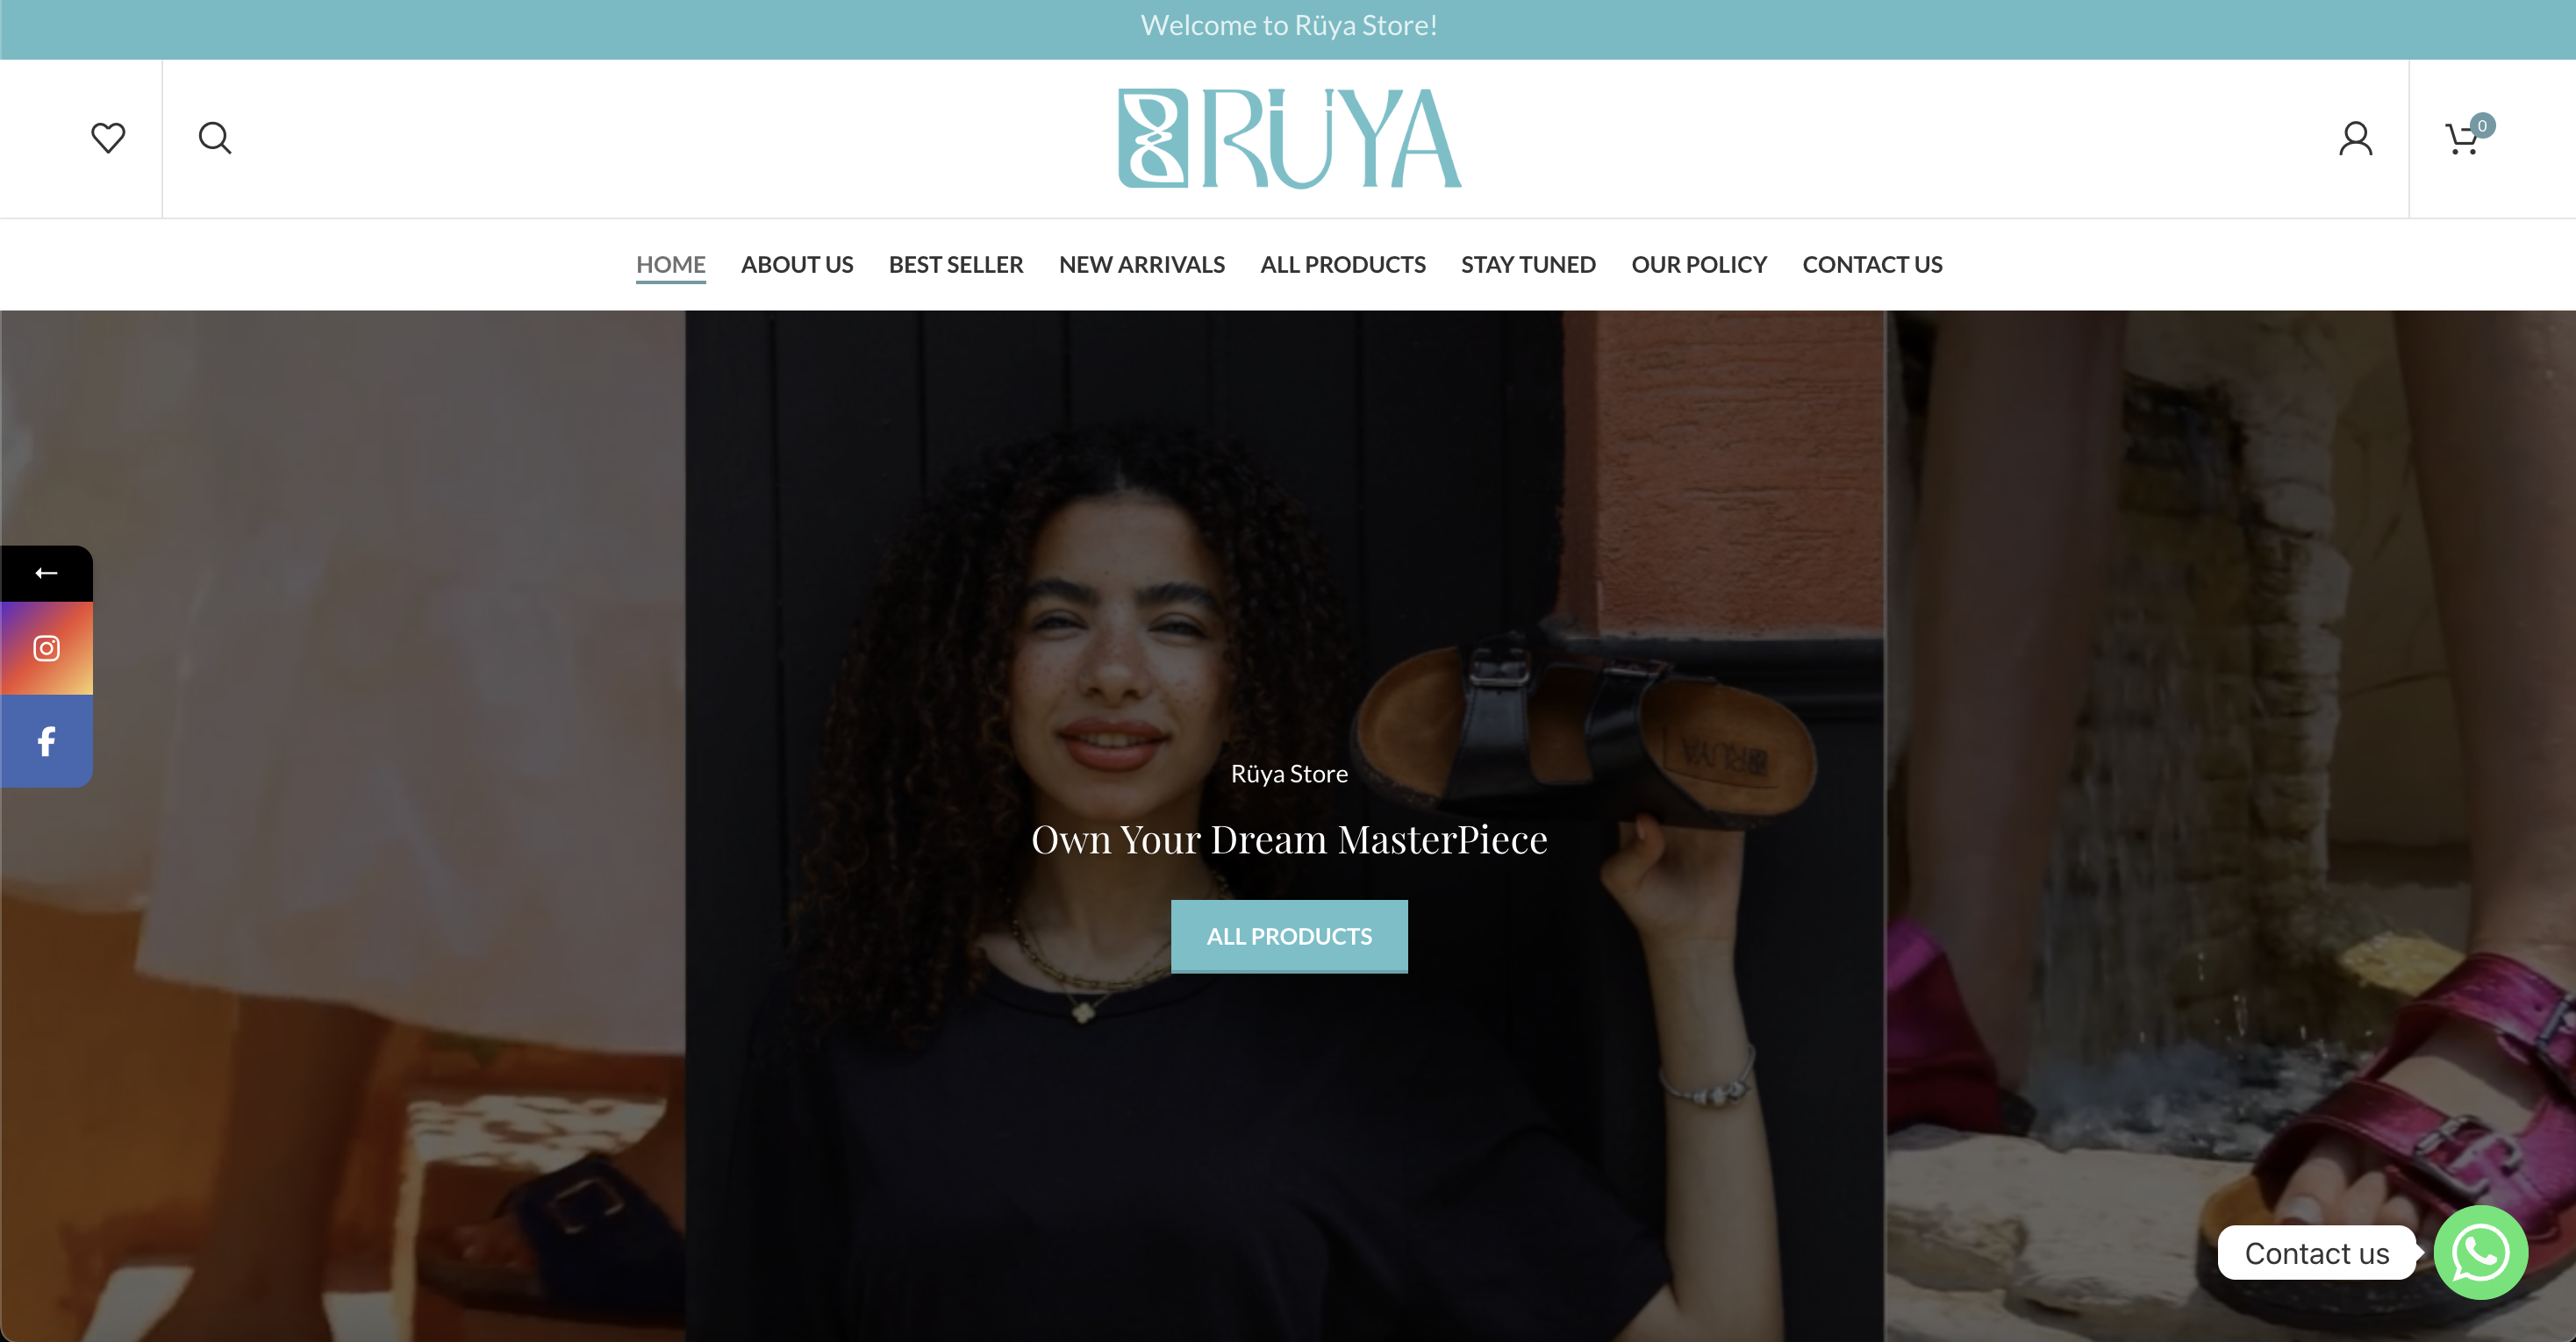 Welcome to Rüya Store!
RÜYA
0
HOME ABOUT US BEST SELLER NEW ARRIVALS ALL PRODUCTS STAY TUNED OUR POLICY CONTACT US
RÜYA
Rüya Store
Own Your Dream MasterPiece
ALL PRODUCTS
Contact us